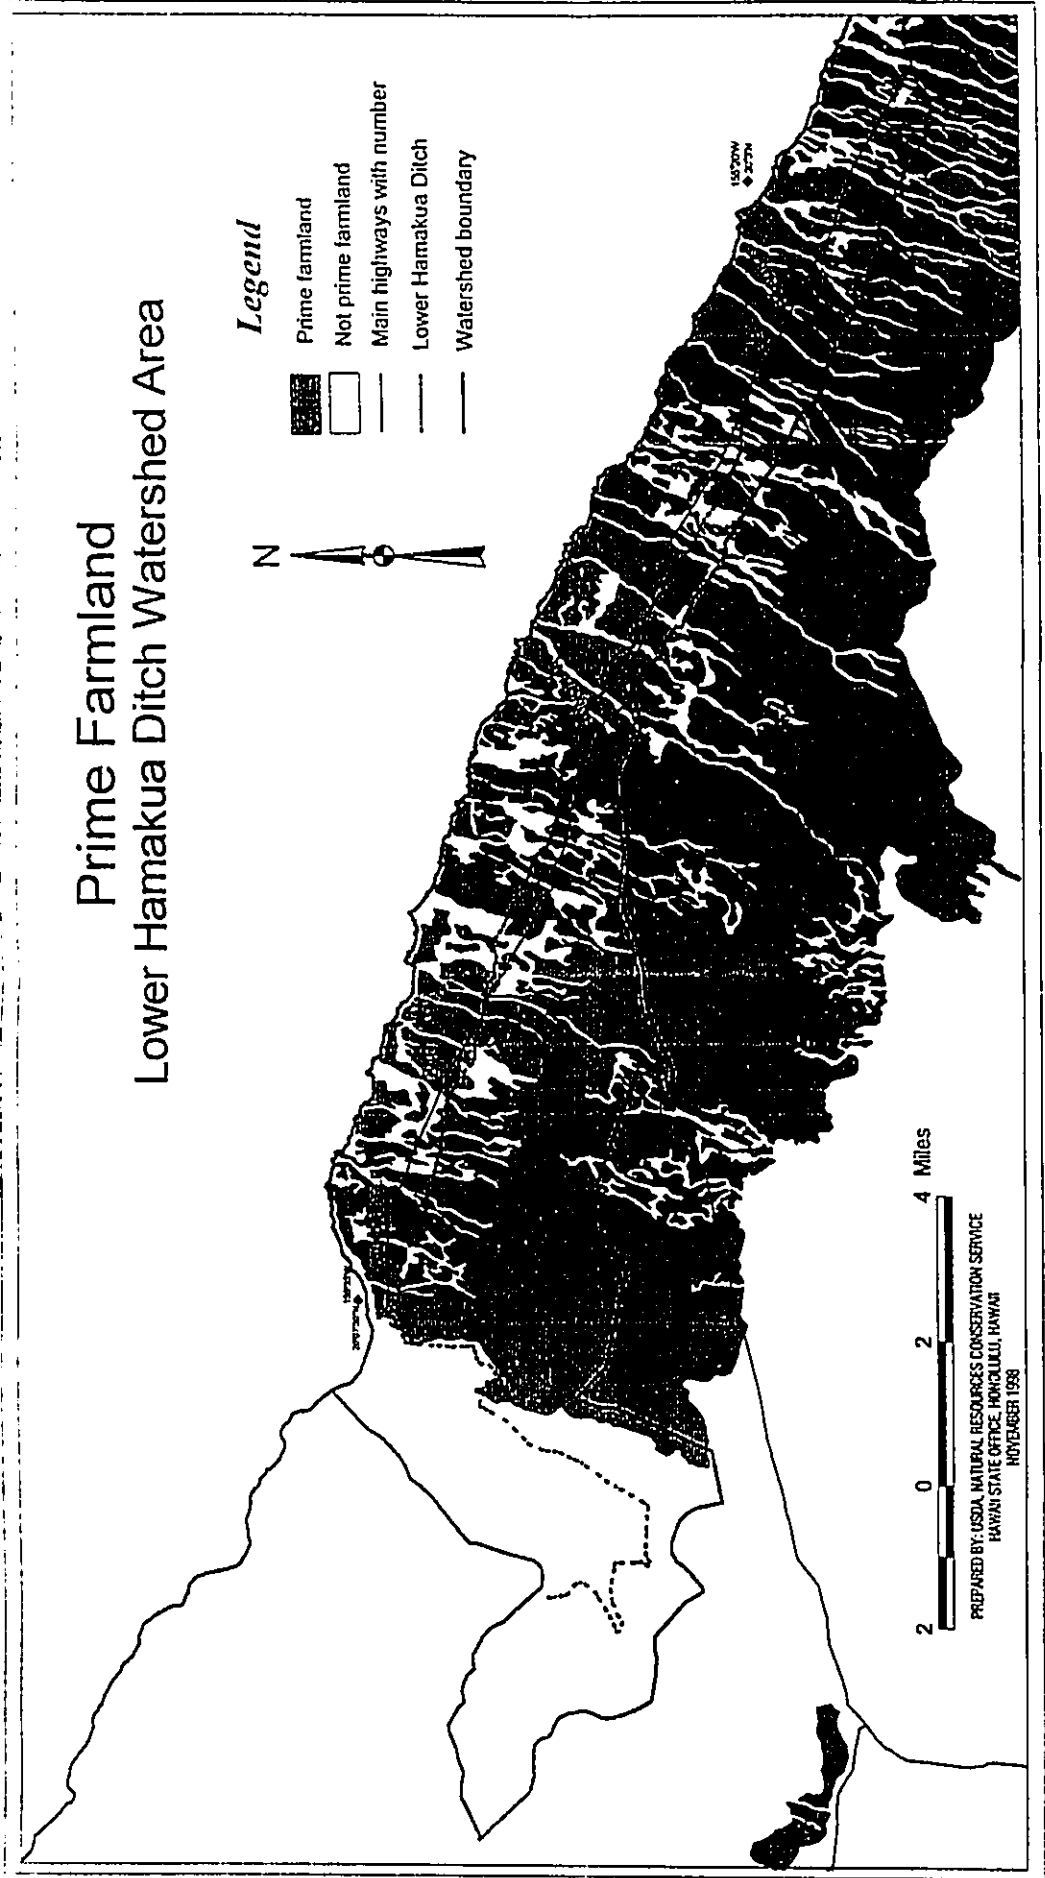 Prime Farmland
Lower Hamakua Ditch Watershed Area
N
Legend
Prime farmland
Not prime farmland
Main highways with number
Lower Hamakua Ditch
Watershed boundary
2 0 2 4 Miles
PREPARED BY: USDA, NATURAL RESOURCES CONSERVATION SERVICE
HAWAII STATE OFFICE, HONOLULU, HAWAII
NOVEMBER 1998